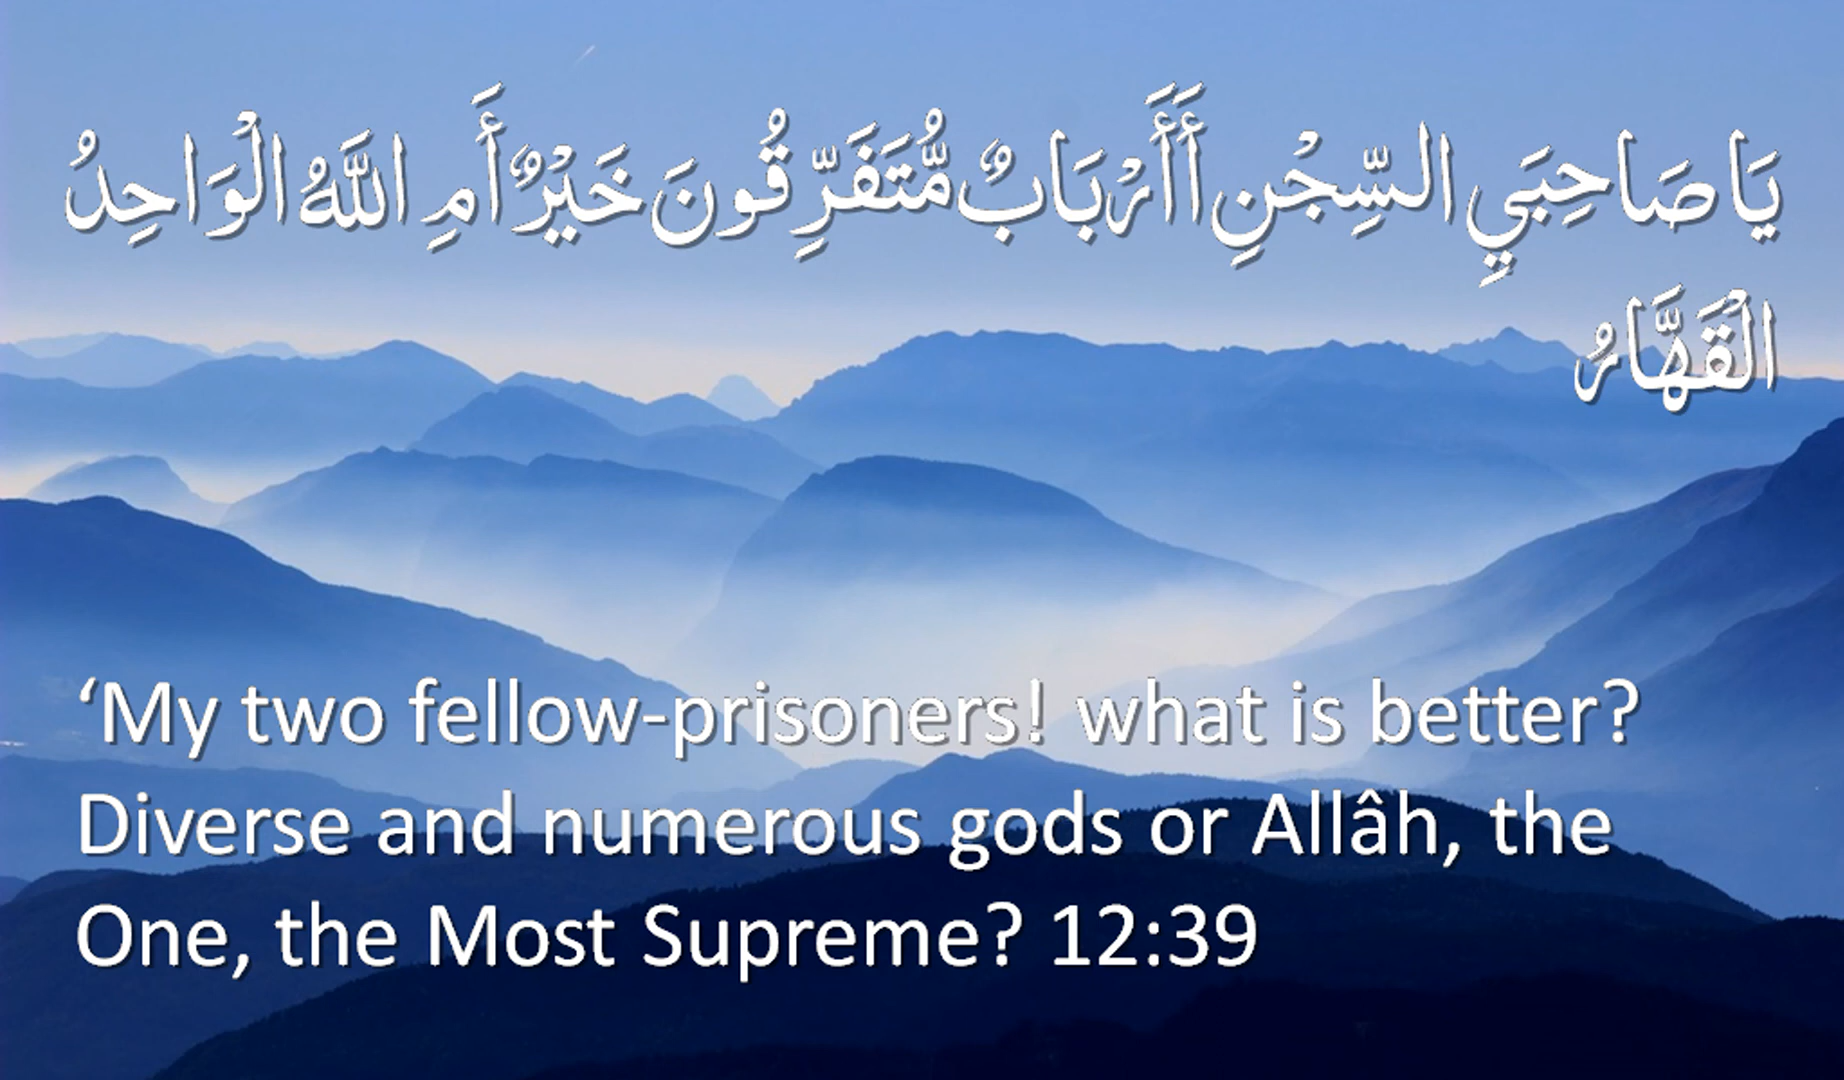 يَا صَاحِبَيِ السِّجْنِ أَأَرْبَابٌ مُّتَفَرِّقُونَ خَيْرٌ أَمِ اللَّهُ الْوَاحِدُ
الْقَهَّارُ
‘My two fellow-prisoners! what is better?
Diverse and numerous gods or Allâh, the
One, the Most Supreme? 12:39